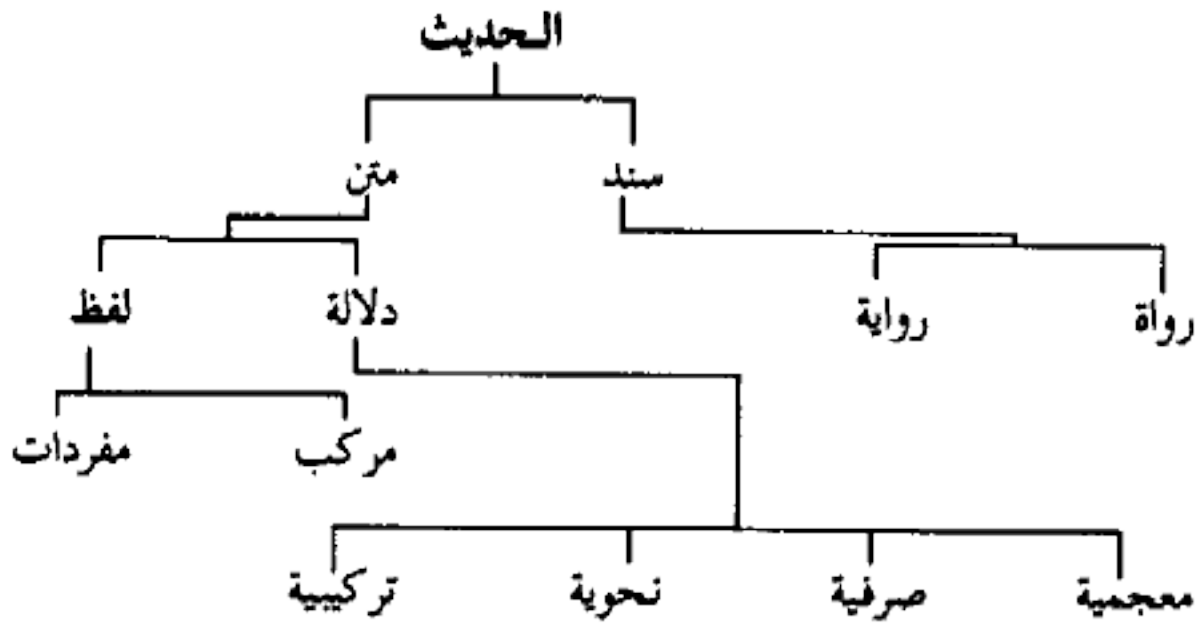 الحديث
سند متن
رواة رواية دلالة لفظ
مركب مفردات
معجمية صرفية نحوية تركيبية